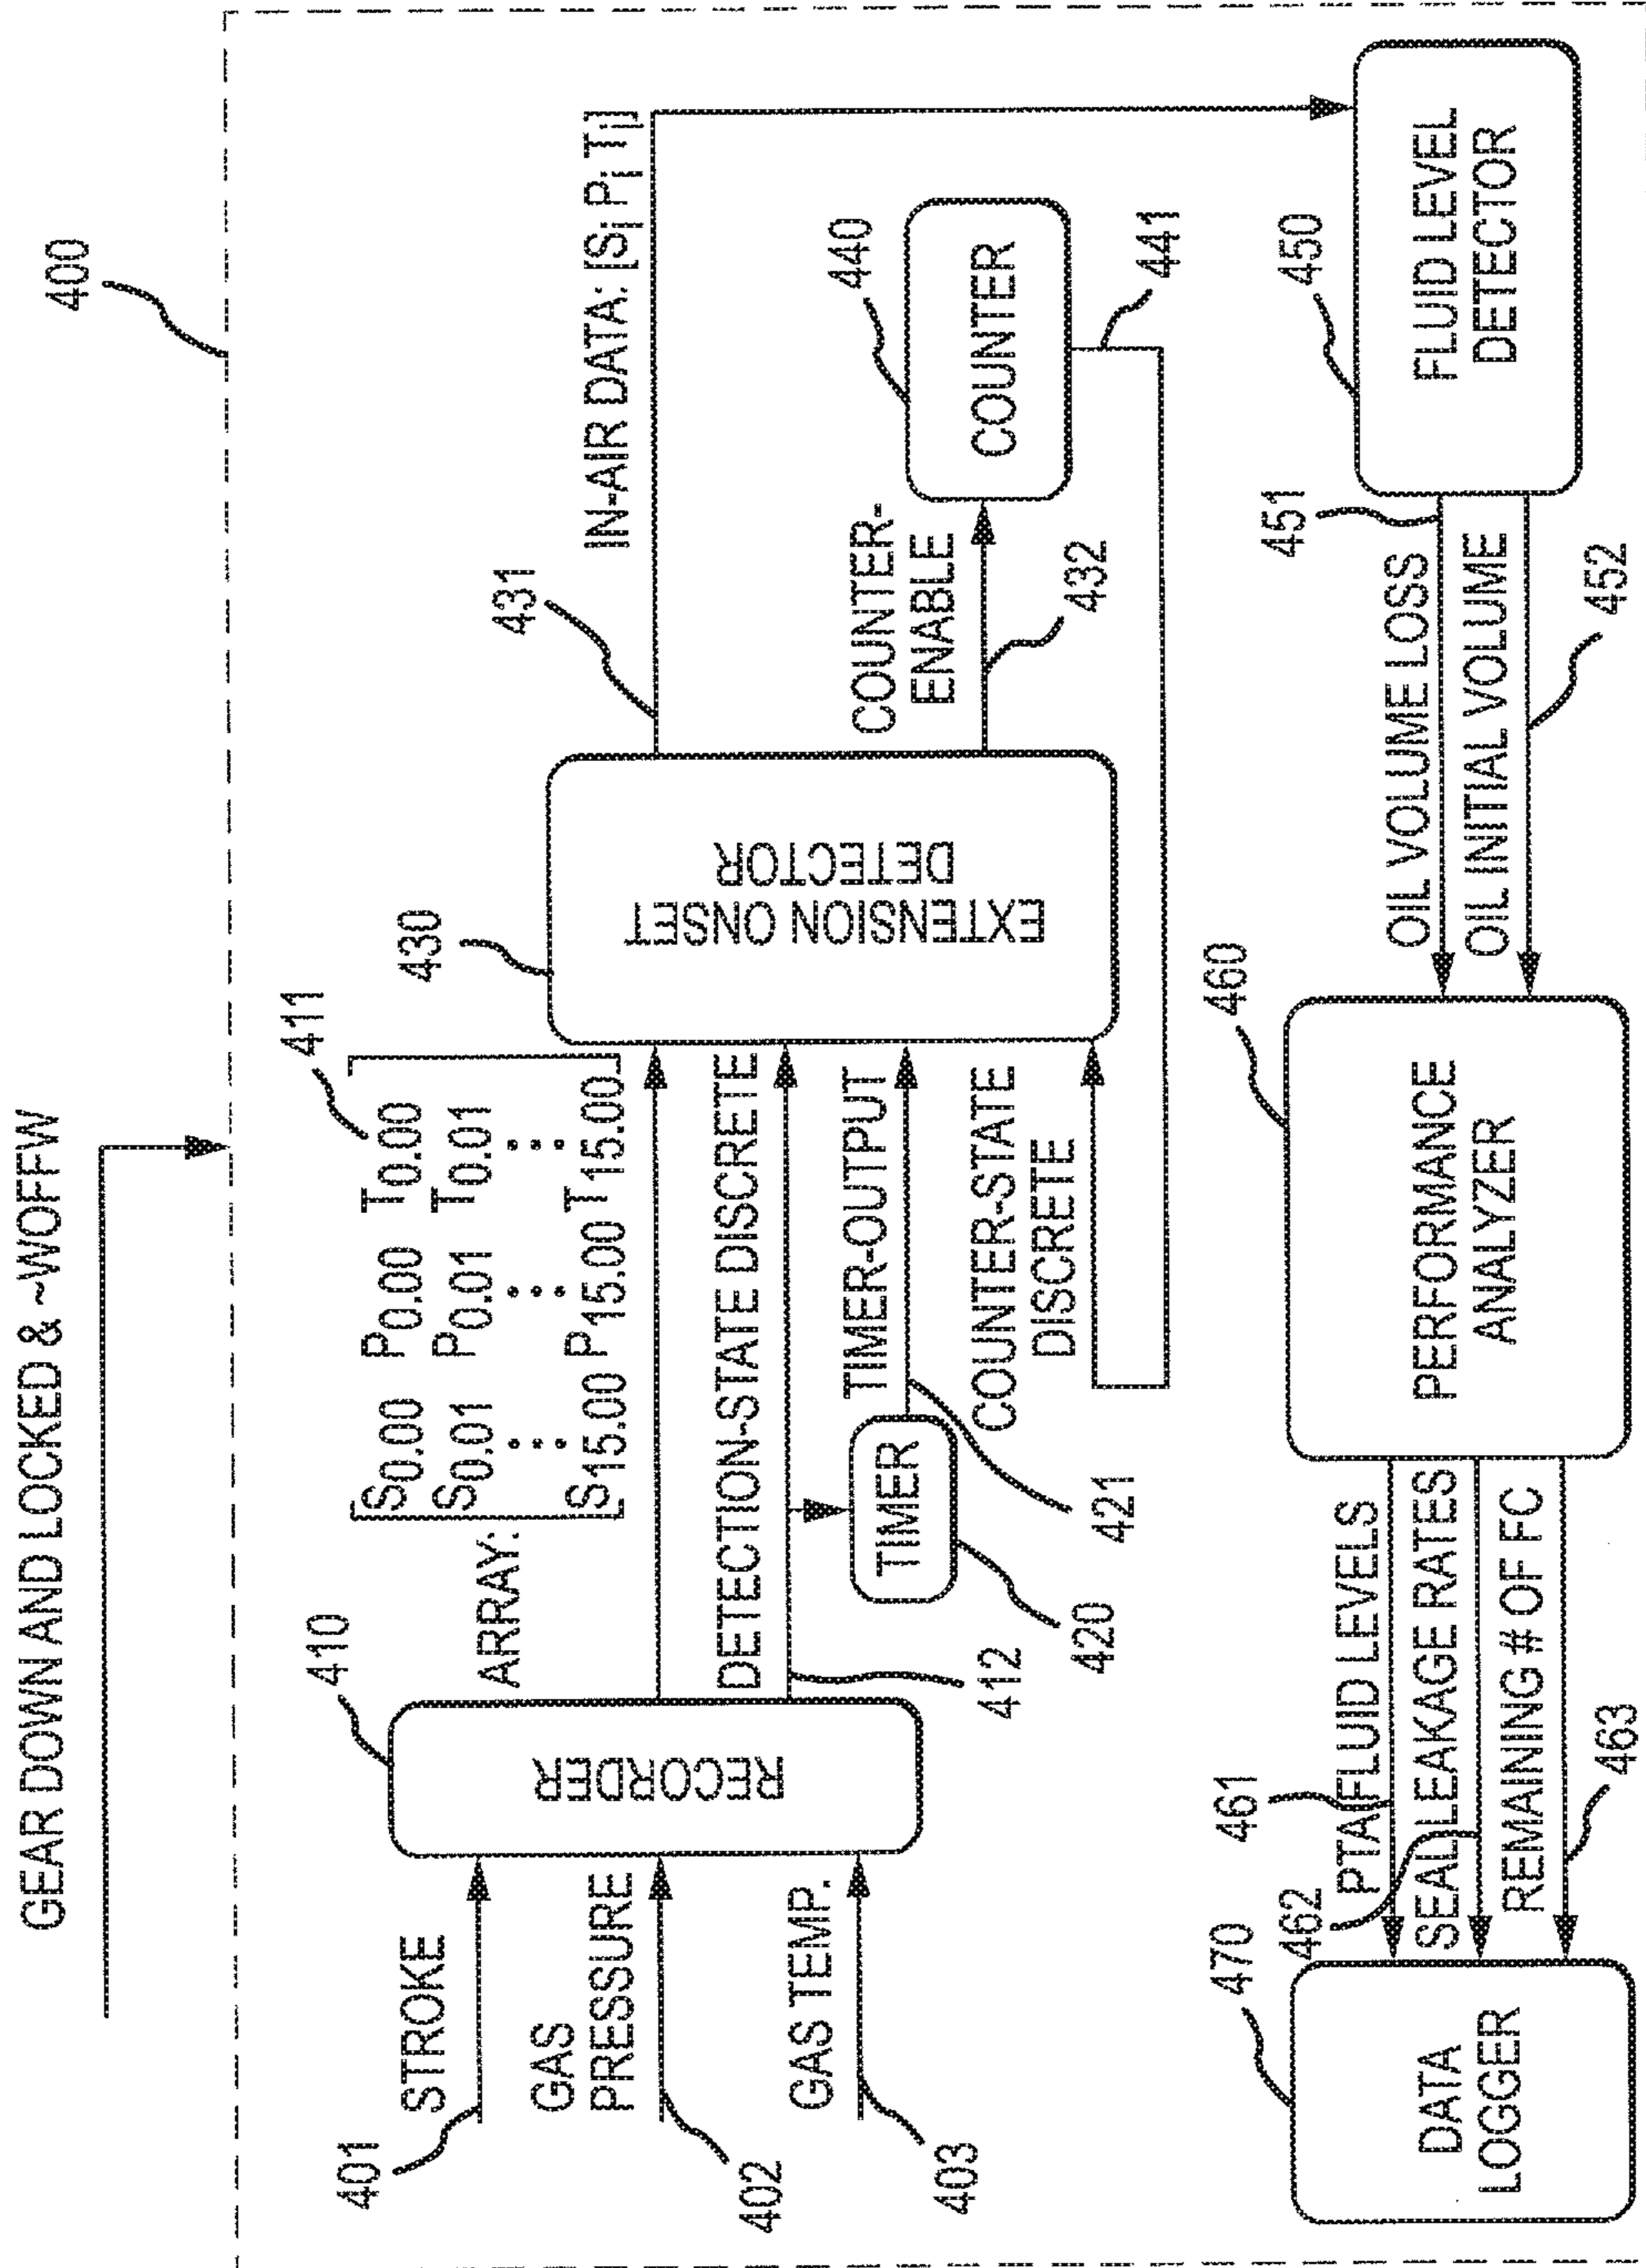 GEAR DOWN AND LOCKED & ~WOFFW
400
401
STROKE
402
GAS
PRESSURE
403
GAS TEMP.
410
RECORDER
ARRAY:
S0.00 P0.00 T0.00
S0.01 P0.01 T0.01
⋮ ⋮ ⋮
S15.00 P15.00 T15.00
411
DETECTION-STATE DISCRETE
412
TIMER
420
TIMER-OUTPUT
421
COUNTER-STATE
DISCRETE
430
EXTENSION ONSET
DETECTOR
431
IN-AIR DATA: [Si Pi Ti]
COUNTER-
ENABLE
432
440
COUNTER
441
450
FLUID LEVEL
DETECTOR
451
OIL VOLUME LOSS
OIL INITIAL VOLUME
452
460
PERFORMANCE
ANALYZER
461
PTAFLUID LEVELS
462
SEAL LEAKAGE RATES
REMAINING # OF FC
463
470
DATA
LOGGER